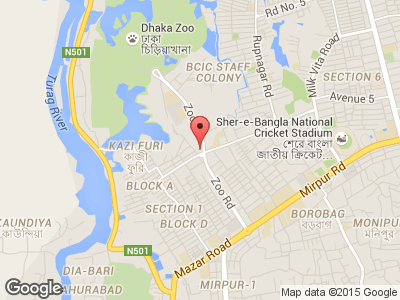 Rd No. 5
Dhaka Zoo
ঢাকা
চিড়িয়াখানা
N501
BCIC STAFF
COLONY
Rupnagar Rd
Milk Vita Road
SECTION 6
Avenue 5
Turag River
Zoo
Sher-e-Bangla National
Cricket Stadium
শেরে বাংলা
জাতীয় ক্রিকেট...
KAZI FURI
কাজী
ফুরি
BLOCK A
Zoo Rd
Mirpur Rd
SECTION 1
BLOCK D
BOROBAG
বড়বাগ
MONIPU
মনিপুর
KAUNDIYA
কাউন্দিয়া
N501
Mazar Road
DIA-BARI
AHURABAD
MIRPUR-1
Google
Map data ©2015 Google